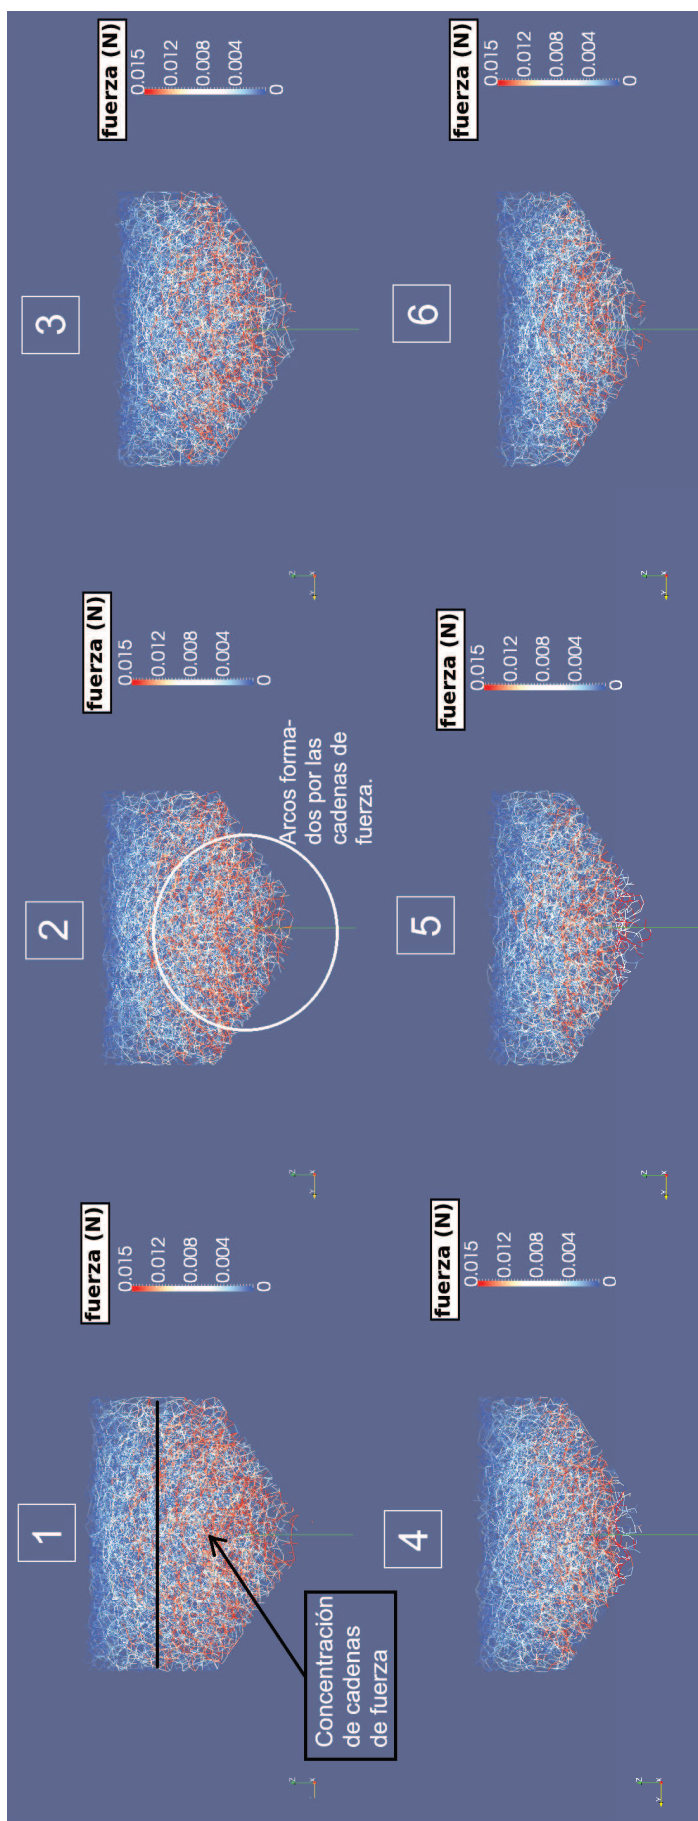 1
fuerza (N)
0.015
0.012
0.008
0.004
0
Concentración
de cadenas
de fuerza
Z
Y X
2
fuerza (N)
0.015
0.012
0.008
0.004
0
Arcos forma-
dos por las
cadenas de
fuerza.
Z
Y X
3
fuerza (N)
0.015
0.012
0.008
0.004
0
Z
Y X
4
fuerza (N)
0.015
0.012
0.008
0.004
0
Z
Y X
5
fuerza (N)
0.015
0.012
0.008
0.004
0
Z
Y X
6
fuerza (N)
0.015
0.012
0.008
0.004
0
Z
Y X